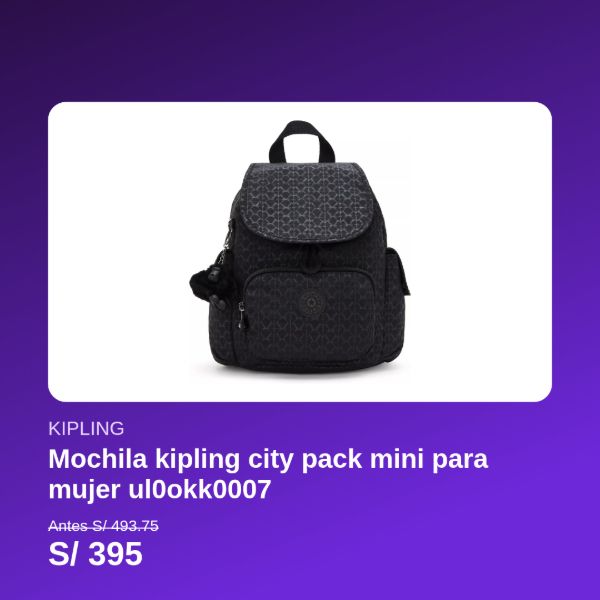 KIPLING
Mochila kipling city pack mini para
mujer ul0okk0007
Antes S/ 493.75
S/ 395